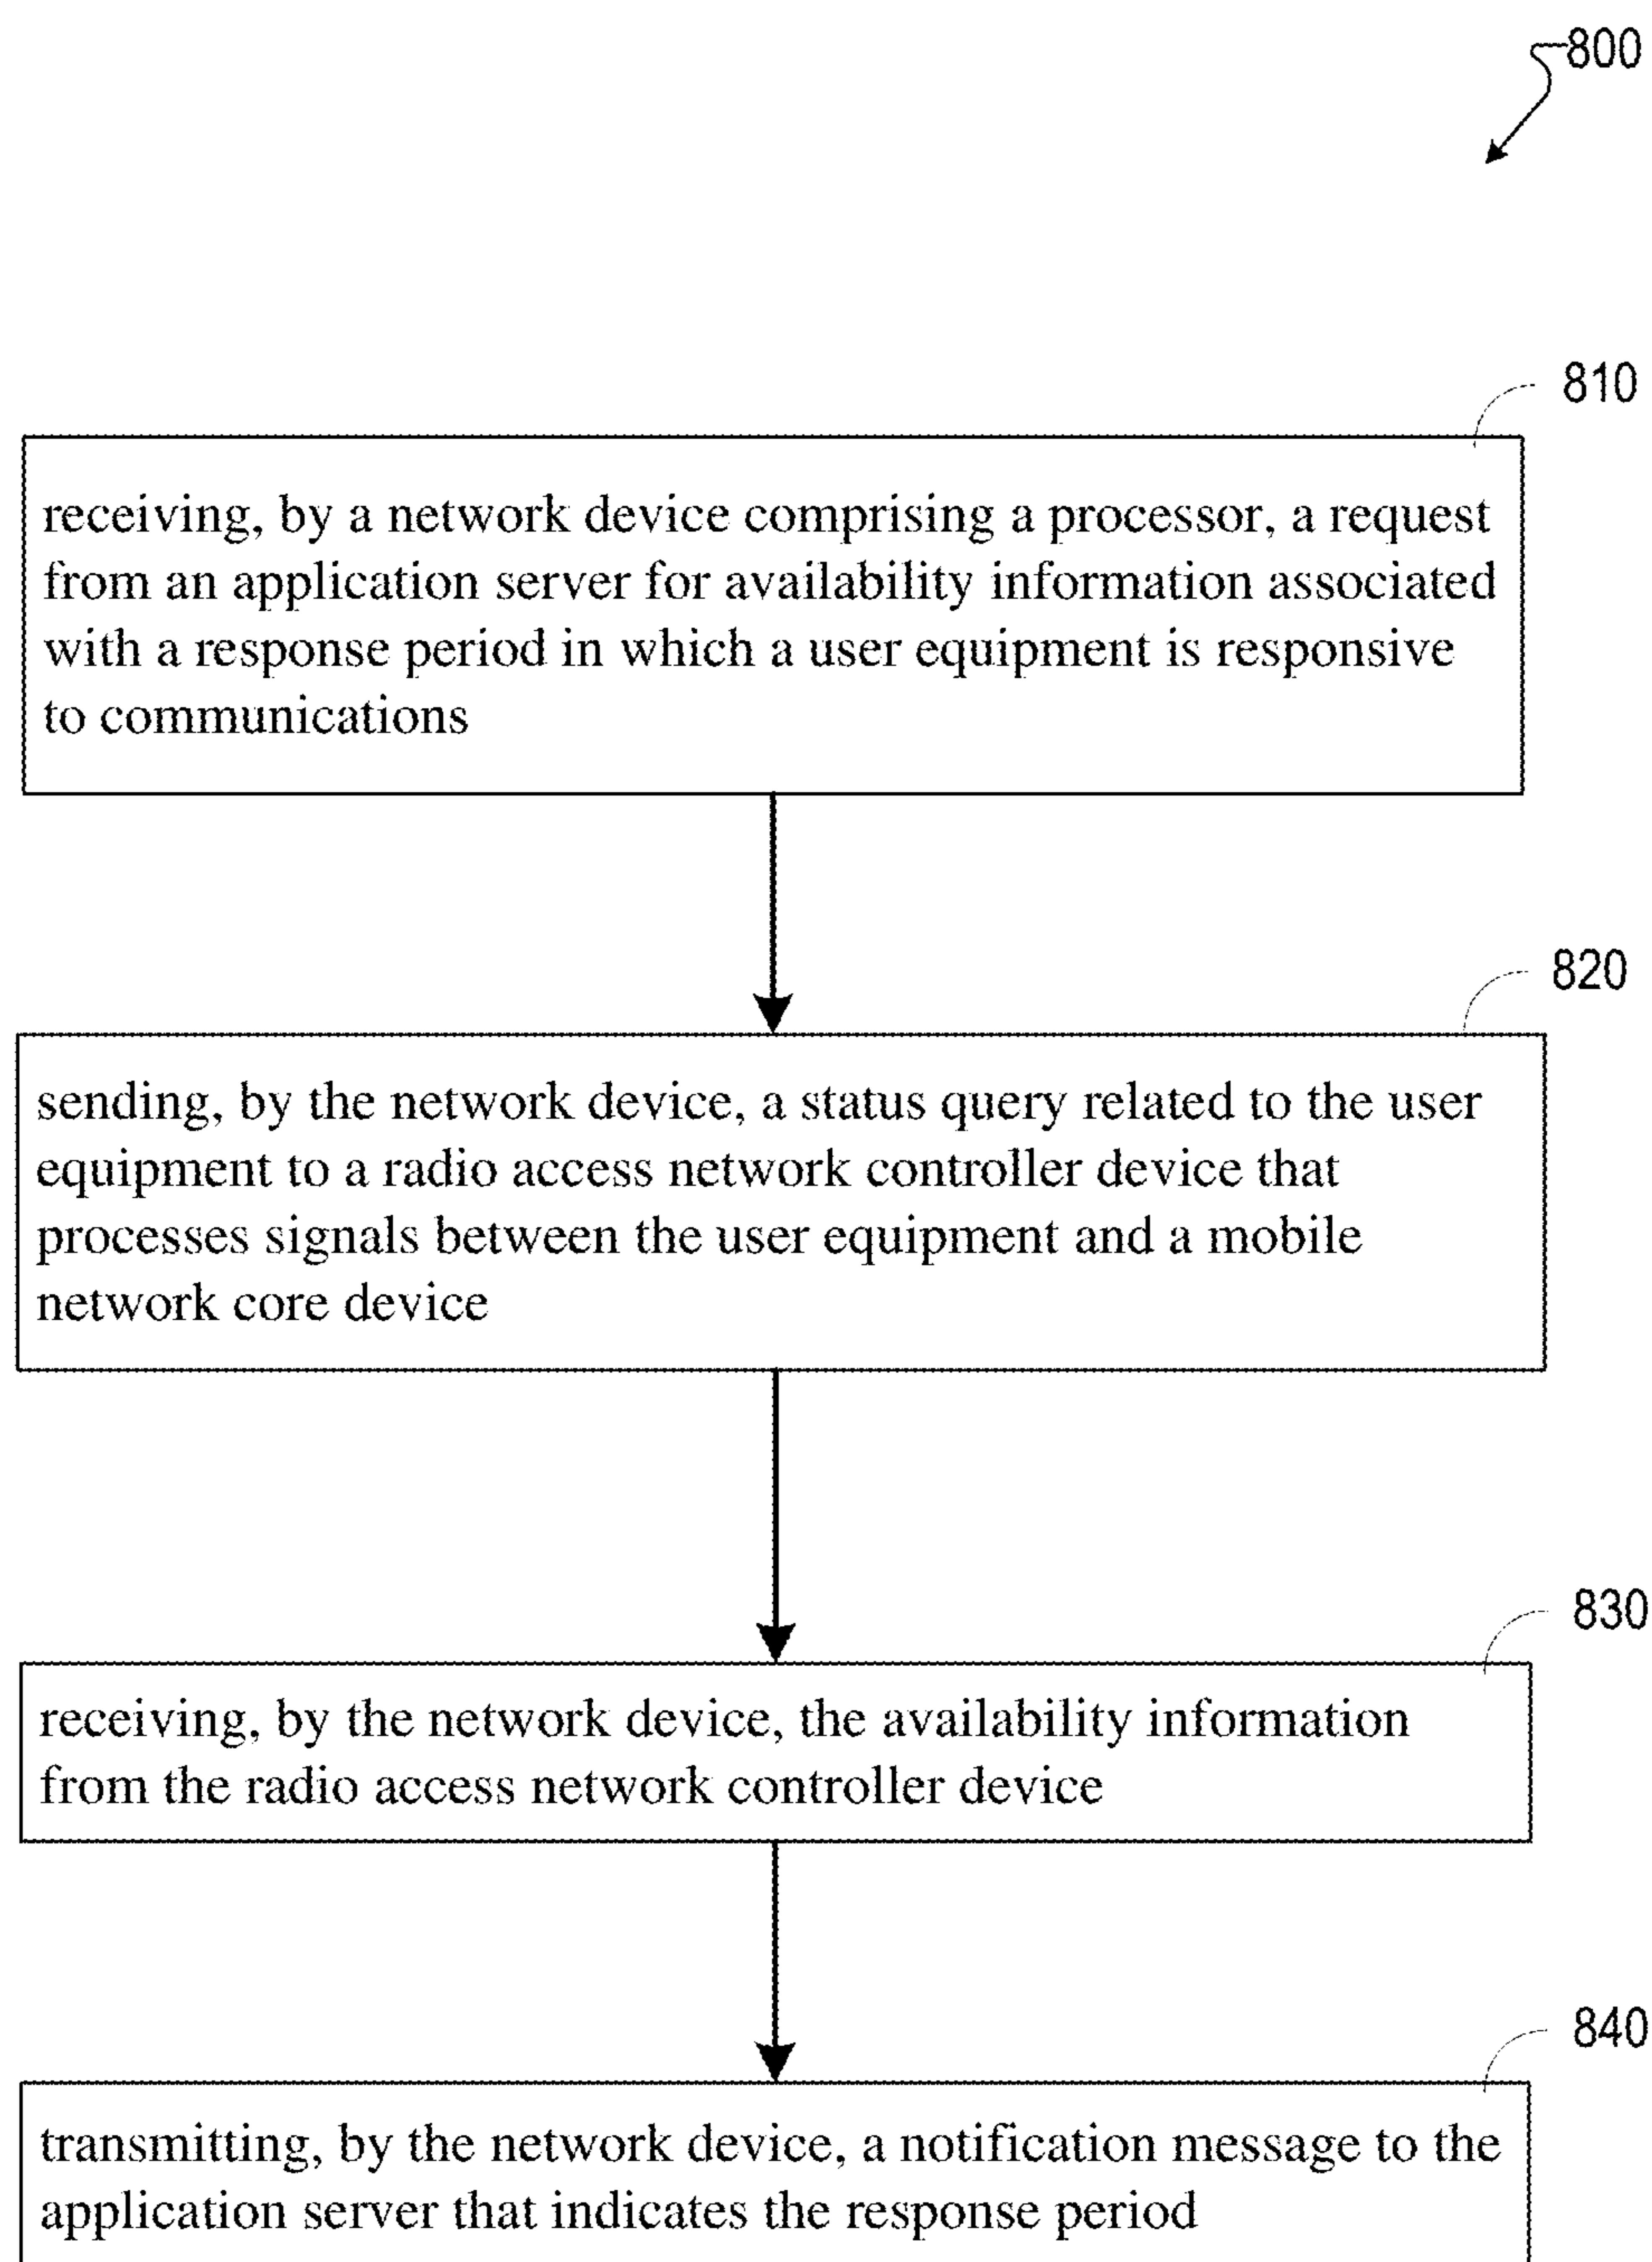 800
810
receiving, by a network device comprising a processor, a request
from an application server for availability information associated
with a response period in which a user equipment is responsive
to communications
820
sending, by the network device, a status query related to the user
equipment to a radio access network controller device that
processes signals between the user equipment and a mobile
network core device
830
receiving, by the network device, the availability information
from the radio access network controller device
840
transmitting, by the network device, a notification message to the
application server that indicates the response period